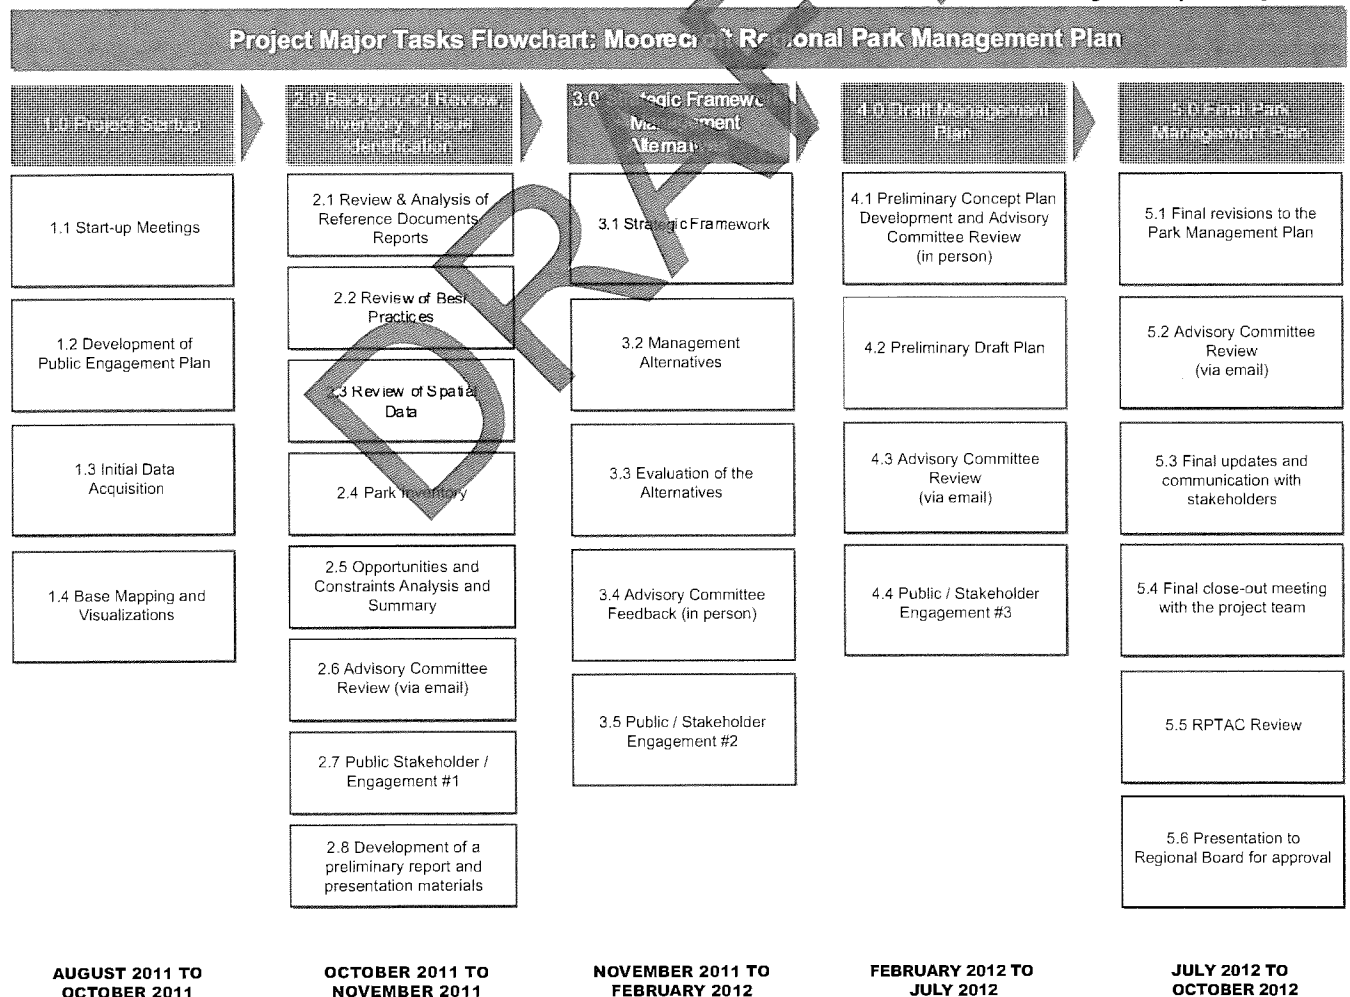 Project Major Tasks Flowchart: Moorecroft Regional Park Management Plan
1.0 Project Startup
2.0 Background Review
Inventory + Issue
Identification
3.0 Strategic Framework
Management
Alternatives
4.0 Draft Management
Plan
5.0 Final Park
Management Plan
1.1 Start-up Meetings
1.2 Development of
Public Engagement Plan
1.3 Initial Data
Acquisition
1.4 Base Mapping and
Visualizations
2.1 Review & Analysis of
Reference Documents
Reports
2.2 Review of Best
Practices
2.3 Review of Spatial
Data
2.4 Park Inventory
2.5 Opportunities and
Constraints Analysis and
Summary
2.6 Advisory Committee
Review (via email)
2.7 Public Stakeholder /
Engagement #1
2.8 Development of a
preliminary report and
presentation materials
3.1 Strategic Framework
3.2 Management
Alternatives
3.3 Evaluation of the
Alternatives
3.4 Advisory Committee
Feedback (in person)
3.5 Public / Stakeholder
Engagement #2
4.1 Preliminary Concept Plan
Development and Advisory
Committee Review
(in person)
4.2 Preliminary Draft Plan
4.3 Advisory Committee
Review
(via email)
4.4 Public / Stakeholder
Engagement #3
5.1 Final revisions to the
Park Management Plan
5.2 Advisory Committee
Review
(via email)
5.3 Final updates and
communication with
stakeholders
5.4 Final close-out meeting
with the project team
5.5 RPTAC Review
5.6 Presentation to
Regional Board for approval
AUGUST 2011 TO
OCTOBER 2011
OCTOBER 2011 TO
NOVEMBER 2011
NOVEMBER 2011 TO
FEBRUARY 2012
FEBRUARY 2012 TO
JULY 2012
JULY 2012 TO
OCTOBER 2012